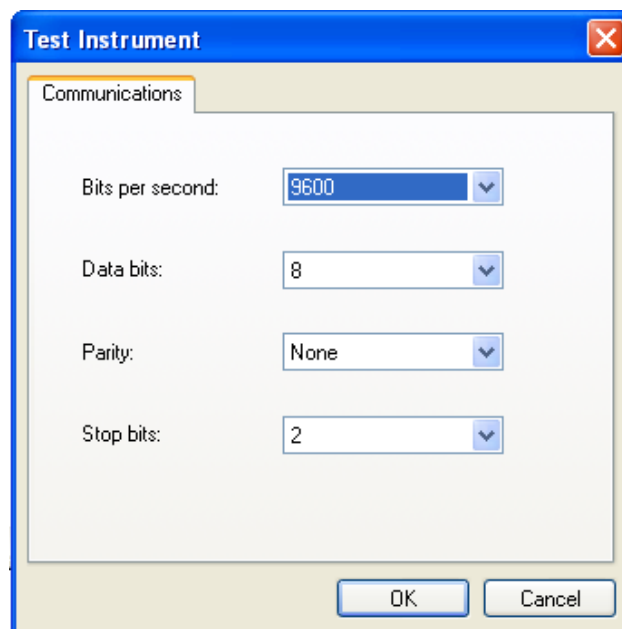 Test Instrument
Communications
Bits per second: 9600
Data bits: 8
Parity: None
Stop bits: 2
OK Cancel